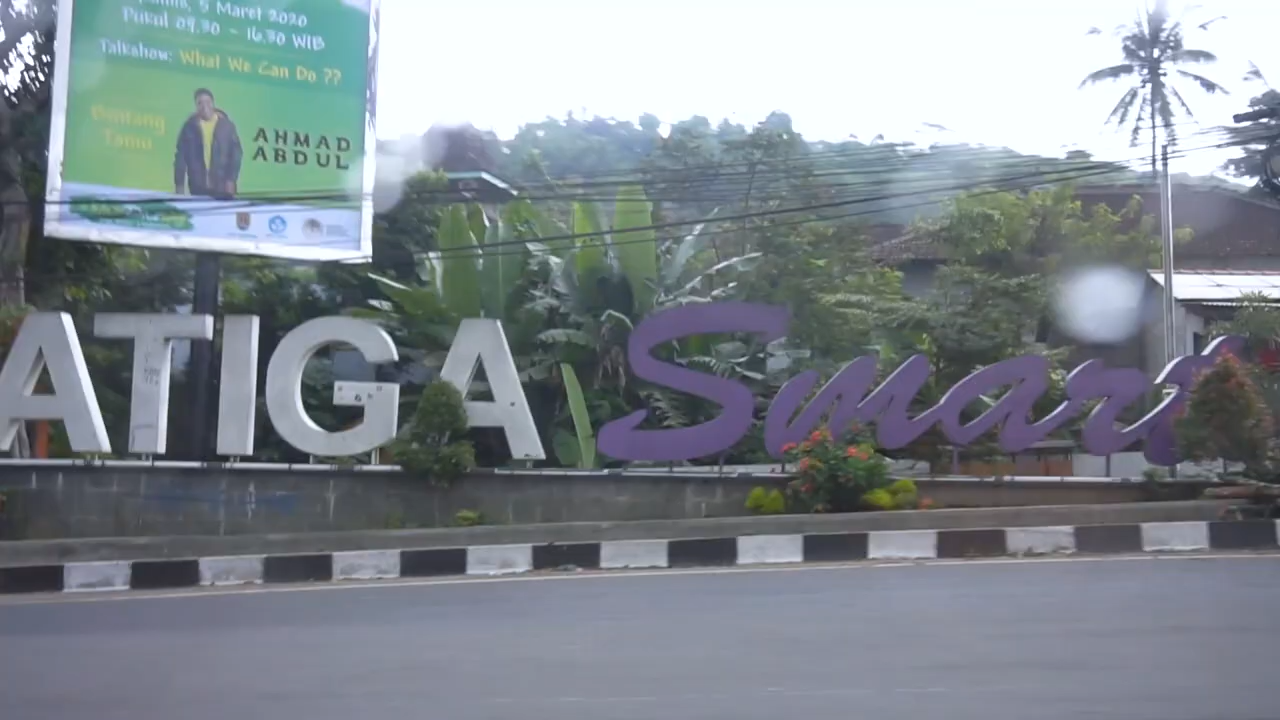 5 Maret 2020
Pukul 09.30 - 16.30 WIB
Talkshow: What We Can Do ??
Bintang
Tamu
AHMAD
ABDUL
ATIGA Smart